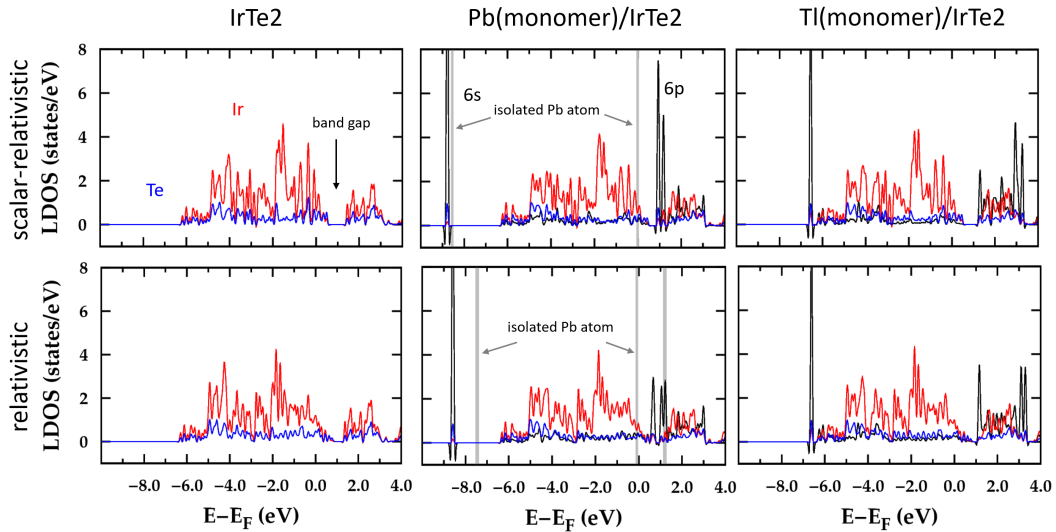 IrTe2
Pb(monomer)/IrTe2
Tl(monomer)/IrTe2
scalar-relativistic
LDOS (states/eV)
8
6
4
2
0
Ir
Te
band gap
6s
6p
isolated Pb atom
relativistic
LDOS (states/eV)
8
6
4
2
0
isolated Pb atom
−8.0 −6.0 −4.0 −2.0 0.0 2.0 4.0
−8.0 −6.0 −4.0 −2.0 0.0 2.0 4.0
−8.0 −6.0 −4.0 −2.0 0.0 2.0 4.0
E−EF (eV)
E−EF (eV)
E−EF (eV)